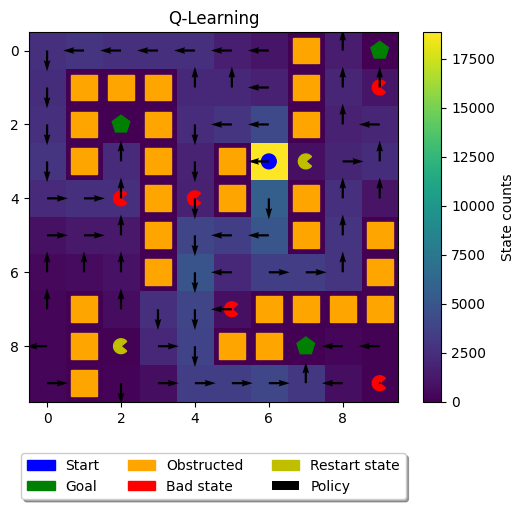 Q-Learning
0
2
4
6
8
0 2 4 6 8
17500
15000
12500
10000
7500
5000
2500
0
State counts
Start Obstructed Restart state
Goal Bad state Policy